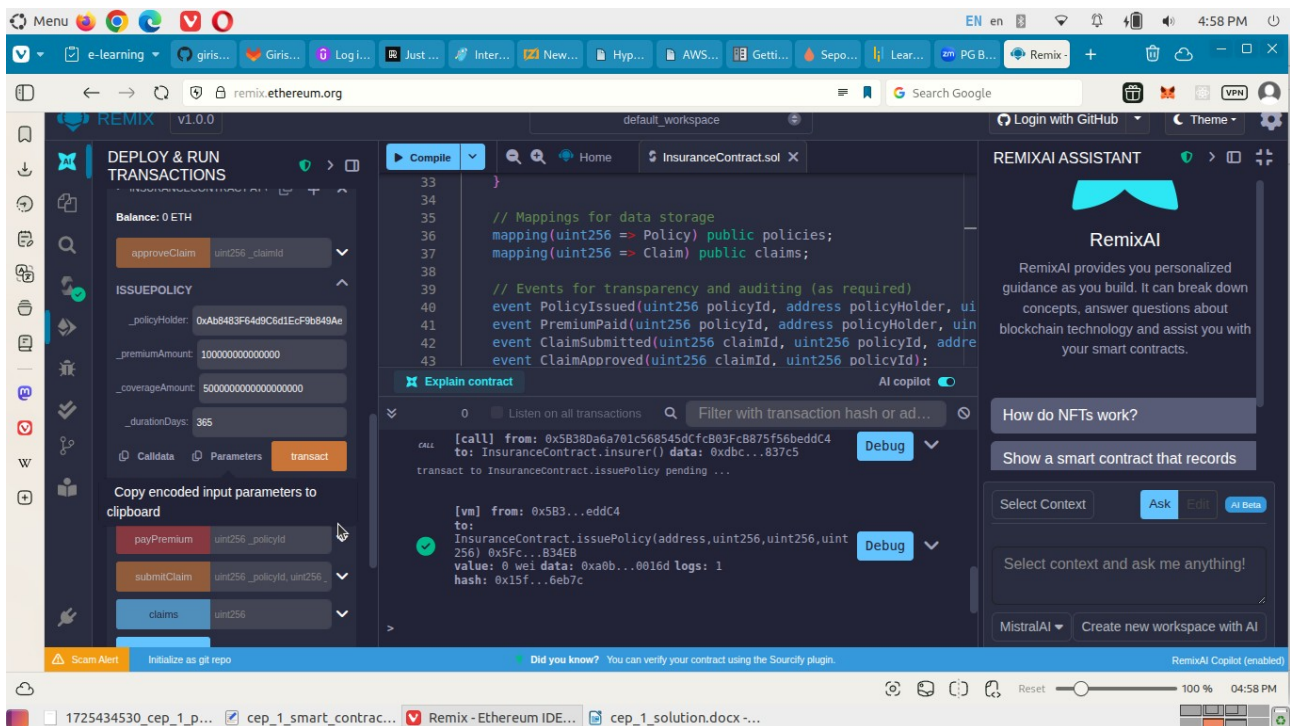 Menu
EN en 4:58 PM
e-learning giris... Giris... Log i... Just ... Inter... New... Hyp... AWS... Getti... Sepo... Lear... PG B... Remix -
remix.ethereum.org Search Google VPN
REMIX v1.0.0 default_workspace Login with GitHub Theme
DEPLOY & RUN
TRANSACTIONS
Balance: 0 ETH
approveClaim uint256 _claimId
ISSUEPOLICY
_policyHolder: 0xAb8483F64d9C6d1EcF9b849Ae
_premiumAmount: 100000000000000
_coverageAmount: 5000000000000000000
_durationDays: 365
Calldata Parameters transact
Copy encoded input parameters to
clipboard
payPremium uint256 _policyId
submitClaim uint256 _policyId, uint256 _
claims uint256
Compile Home InsuranceContract.sol
33 }
34
35 // Mappings for data storage
36 mapping(uint256 => Policy) public policies;
37 mapping(uint256 => Claim) public claims;
38
39 // Events for transparency and auditing (as required)
40 event PolicyIssued(uint256 policyId, address policyHolder, ui
41 event PremiumPaid(uint256 policyId, address policyHolder, uin
42 event ClaimSubmitted(uint256 claimId, uint256 policyId, addre
43 event ClaimApproved(uint256 claimId, uint256 policyId);
Explain contract AI copilot
0 Listen on all transactions Filter with transaction hash or ad...
CALL [call] from: 0x5B38Da6a701c568545dCfcB03FcB875f56beddC4
to: InsuranceContract.insurer() data: 0xdbc...837c5
Debug
transact to InsuranceContract.issuePolicy pending ...
[vm] from: 0x5B3...eddC4
to:
InsuranceContract.issuePolicy(address,uint256,uint256,uint
256) 0x5Fc...B34EB
value: 0 wei data: 0xa0b...0016d logs: 1
hash: 0x15f...6eb7c
Debug
>
REMIXAI ASSISTANT
RemixAI
RemixAI provides you personalized
guidance as you build. It can break down
concepts, answer questions about
blockchain technology and assist you with
your smart contracts.
How do NFTs work?
Show a smart contract that records
Select Context Ask Edit AI Beta
Select context and ask me anything!
MistralAI Create new workspace with AI
Scam Alert Initialize as git repo Did you know? You can verify your contract using the Sourcify plugin. RemixAI Copilot (enabled)
Reset 100 % 04:58 PM
1725434530_cep_1_p... cep_1_smart_contrac... Remix - Ethereum IDE... cep_1_solution.docx -...